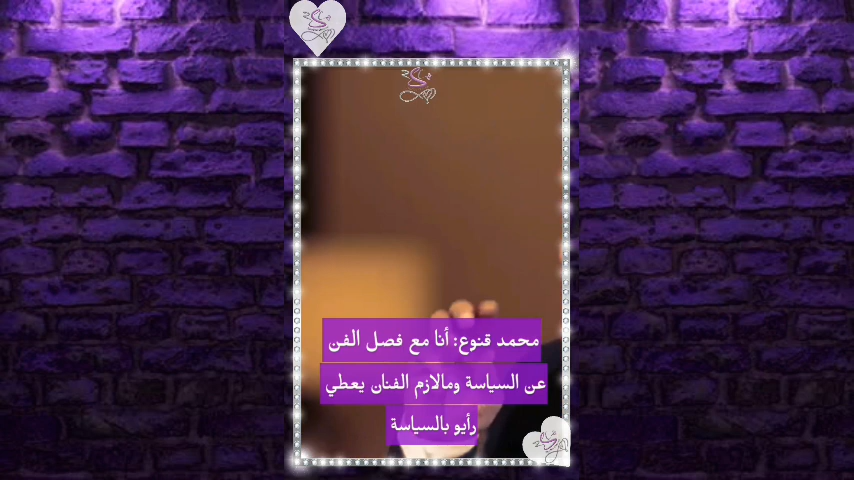 محمد قنوع: أنا مع فصل الفن
عن السياسة ومالازم الفنان يعطي
رأيو بالسياسة